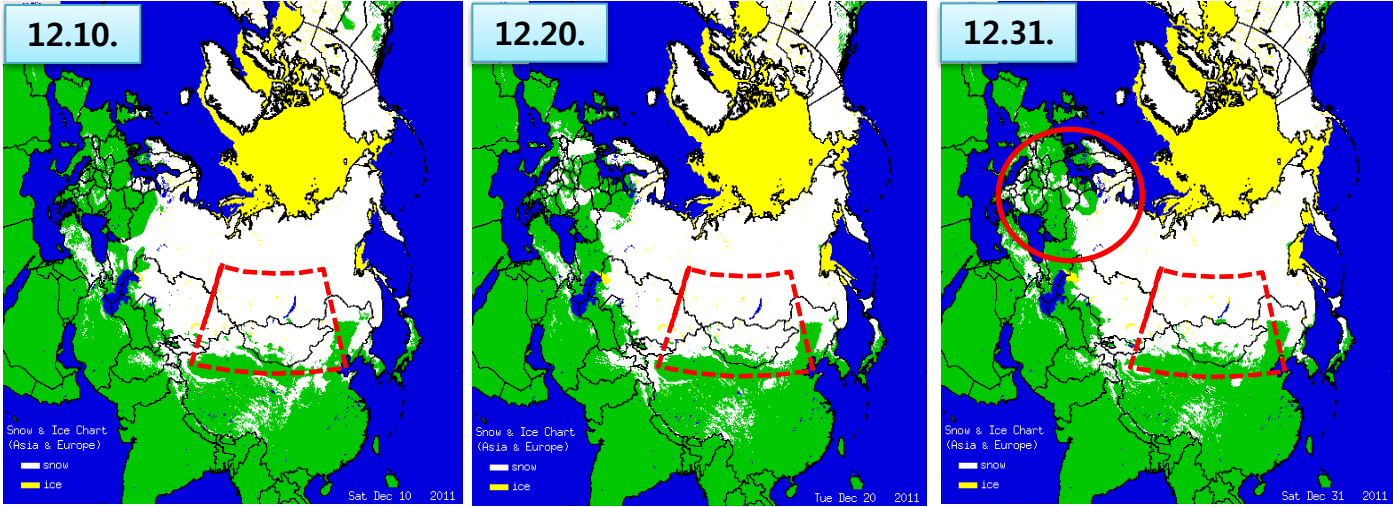 12.10.
Snow & Ice Chart
(Asia & Europe)
snow
ice
Sat Dec 10 2011
12.20.
Snow & Ice Chart
(Asia & Europe)
snow
ice
Tue Dec 20 2011
12.31.
Snow & Ice Chart
(Asia & Europe)
snow
ice
Sat Dec 31 2011